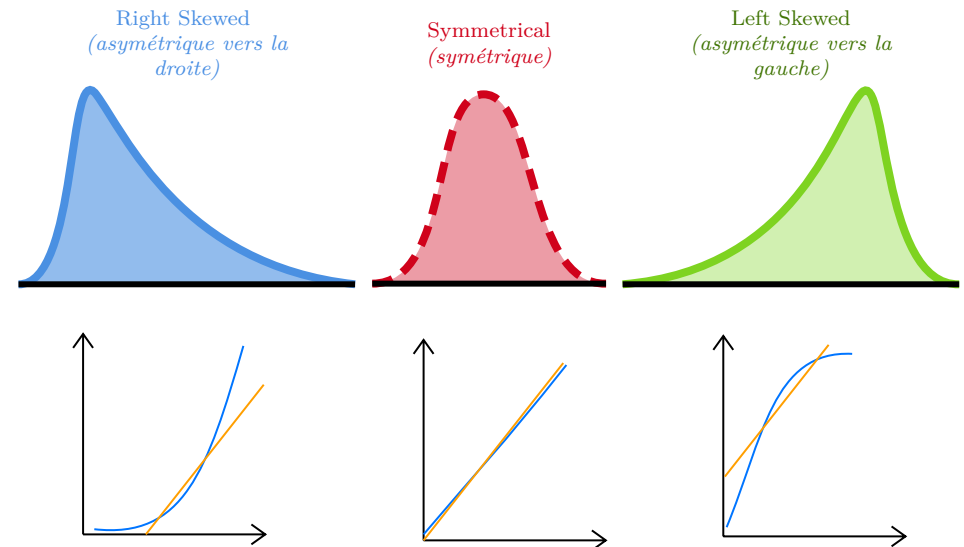 Right Skewed
(asymétrique vers la
droite)
Symmetrical
(symétrique)
Left Skewed
(asymétrique vers la
gauche)